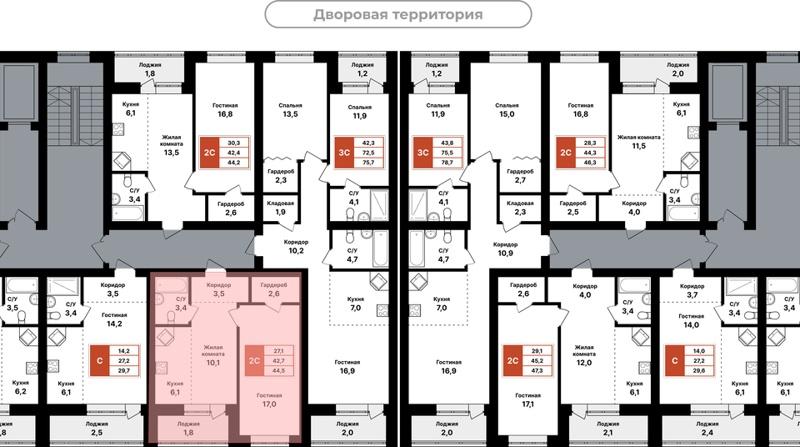 Дворовая территория
Лоджия
1,8
Лоджия
1,2
Лоджия
1,2
Лоджия
2,0
Кухня
6,1
Гостиная
16,8
Спальня
13,5
Спальня
11,9
Спальня
11,9
Спальня
15,0
Гостиная
16,8
Кухня
6,1
Жилая
комната
13,5
2С
30,3
42,4
44,2
3С
42,3
72,5
75,7
3С
43,8
75,5
78,7
2С
28,3
44,3
46,3
Жилая
комната
11,5
С/У
3,4
Гардероб
2,6
Гардероб
2,3
Кладовая
1,9
С/У
4,1
С/У
4,1
Гардероб
2,7
Кладовая
2,3
Гардероб
2,5
С/У
3,4
Коридор
4,0
Коридор
10,2
С/У
4,7
С/У
4,7
Коридор
10,9
С/У
3,5
С/У
3,4
Коридор
3,5
С/У
3,4
Коридор
3,5
Гардероб
2,6
Кухня
7,0
Кухня
7,0
Гардероб
2,6
Коридор
4,0
С/У
3,4
Коридор
3,7
С/У
3,4
С/У
3,4
Гостиная
14,2
С
14,2
27,2
29,7
Жилая
комната
10,1
2С
27,1
42,7
44,5
2С
29,1
45,2
47,3
Жилая
комната
12,0
Гостиная
14,0
С
14,0
27,2
29,6
Кухня
6,2
Кухня
6,1
Кухня
6,1
Гостиная
17,0
Гостиная
16,9
Гостиная
16,9
Гостиная
17,1
Кухня
6,1
Кухня
6,1
Кухня
6,1
Лоджия
2,5
Лоджия
1,8
Лоджия
2,0
Лоджия
2,0
Лоджия
2,1
Лоджия
2,4